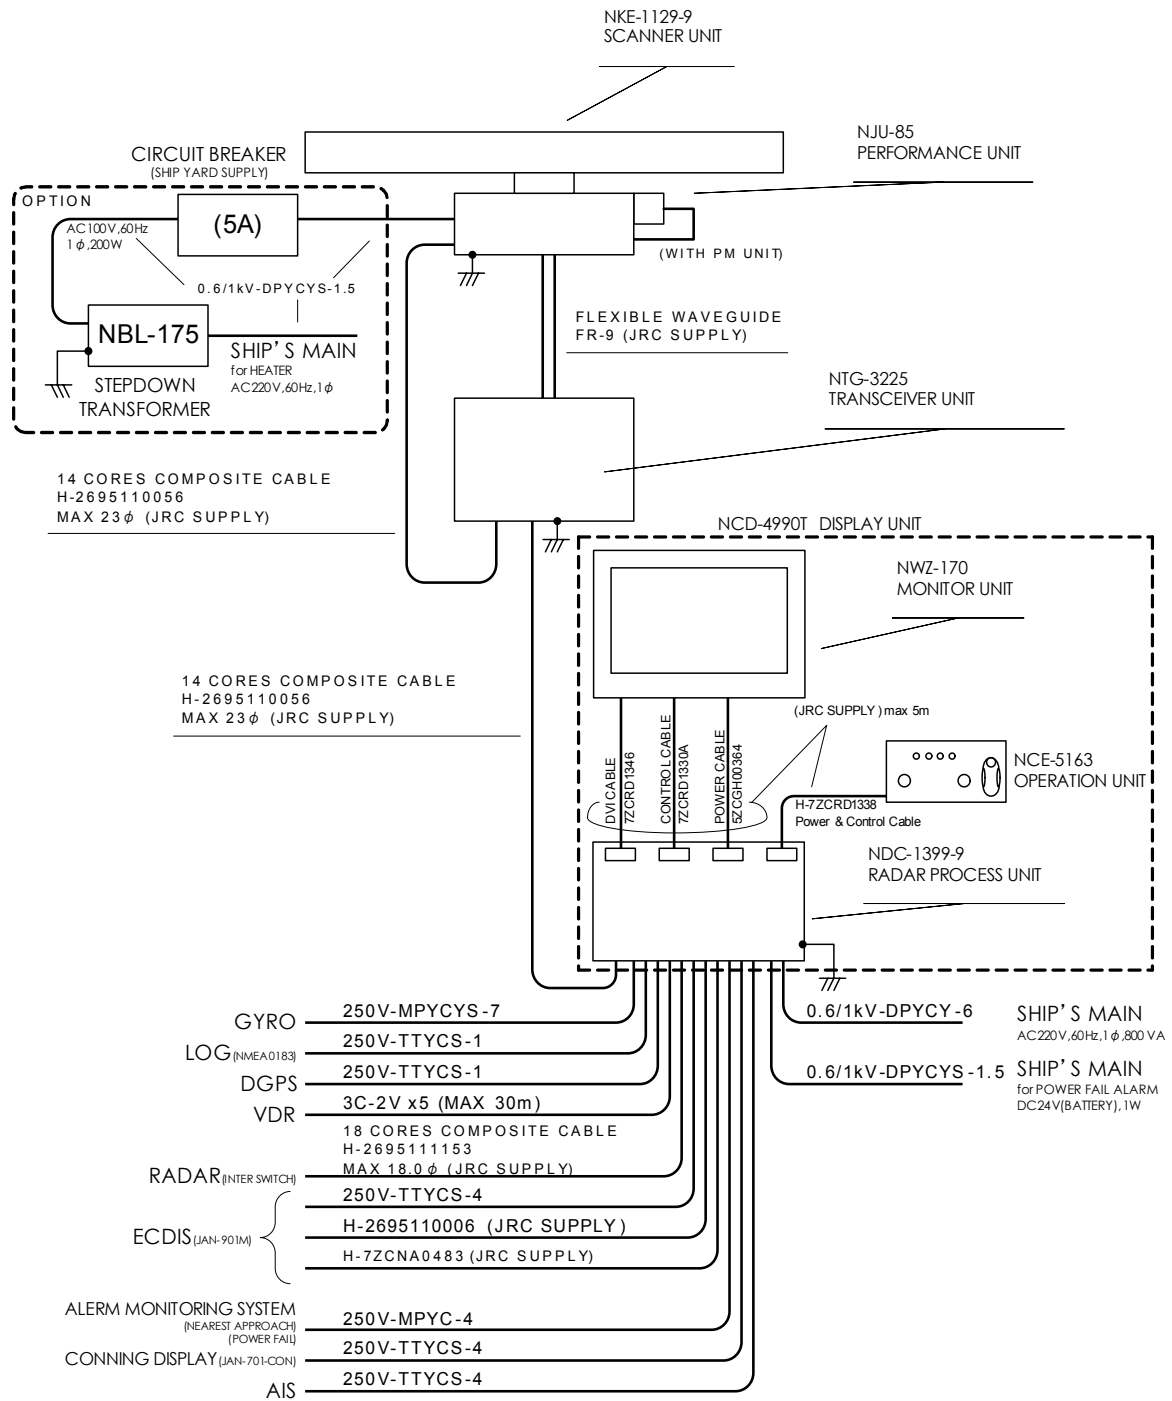 NKE-1129-9
SCANNER UNIT
NJU-85
PERFORMANCE UNIT
CIRCUIT BREAKER
(SHIP YARD SUPPLY)
OPTION
AC100V,60Hz
1φ,200W
(5A)
(WITH PM UNIT)
0.6/1kV-DPYCYS-1.5
FLEXIBLE WAVEGUIDE
FR-9 (JRC SUPPLY)
NBL-175
SHIP'S MAIN
for HEATER
AC220V,60Hz,1φ
STEPDOWN
TRANSFORMER
NTG-3225
TRANSCEIVER UNIT
14 CORES COMPOSITE CABLE
H-2695110056
MAX 23φ (JRC SUPPLY)
NCD-4990T DISPLAY UNIT
NWZ-170
MONITOR UNIT
14 CORES COMPOSITE CABLE
H-2695110056
MAX 23φ (JRC SUPPLY)
(JRC SUPPLY) max 5m
DVI CABLE
7ZCRD1346
CONTROL CABLE
7ZCRD1330A
POWER CABLE
5ZCGH00364
NCE-5163
OPERATION UNIT
H-7ZCRD1338
Power & Control Cable
NDC-1399-9
RADAR PROCESS UNIT
GYRO
250V-MPYCYS-7
0.6/1kV-DPYCY-6
SHIP'S MAIN
AC220V,60Hz,1φ,800 VA
LOG(NMEA0183)
250V-TTYCS-1
DGPS
250V-TTYCS-1
0.6/1kV-DPYCYS-1.5
SHIP'S MAIN
for POWER FAIL ALARM
DC24V(BATTERY),1W
VDR
3C-2V x5 (MAX 30m)
18 CORES COMPOSITE CABLE
H-2695111153
MAX 18.0φ (JRC SUPPLY)
RADAR(INTER SWITCH)
250V-TTYCS-4
ECDIS(JAN-901M)
H-2695110006 (JRC SUPPLY)
H-7ZCNA0483 (JRC SUPPLY)
ALERM MONITORING SYSTEM
(NEAREST APPROACH)
(POWER FAIL)
250V-MPYC-4
CONNING DISPLAY(JAN-701-CON)
250V-TTYCS-4
AIS
250V-TTYCS-4